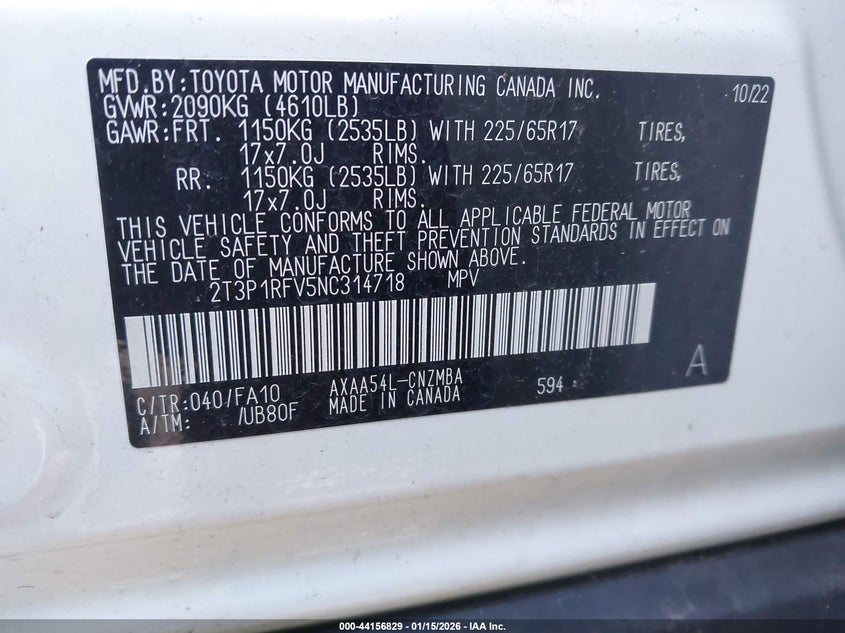 MFD.BY:TOYOTA MOTOR MANUFACTURING CANADA INC. 10/22
GVWR:2090KG (4610LB)
GAWR:FRT. 1150KG (2535LB) WITH 225/65R17 TIRES,
17x7.0J RIMS.
RR. 1150KG (2535LB) WITH 225/65R17 TIRES,
17x7.0J RIMS.
THIS VEHICLE CONFORMS TO ALL APPLICABLE FEDERAL MOTOR
VEHICLE SAFETY AND THEFT PREVENTION STANDARDS IN EFFECT ON
THE DATE OF MANUFACTURE SHOWN ABOVE.
2T3P1RFV5NC314718 MPV
A
C/TR:040/FA10 AXAA54L-CNZMBA 594
A/TM: /UB80F MADE IN CANADA
000-44156829 - 01/15/2026 - IAA Inc.